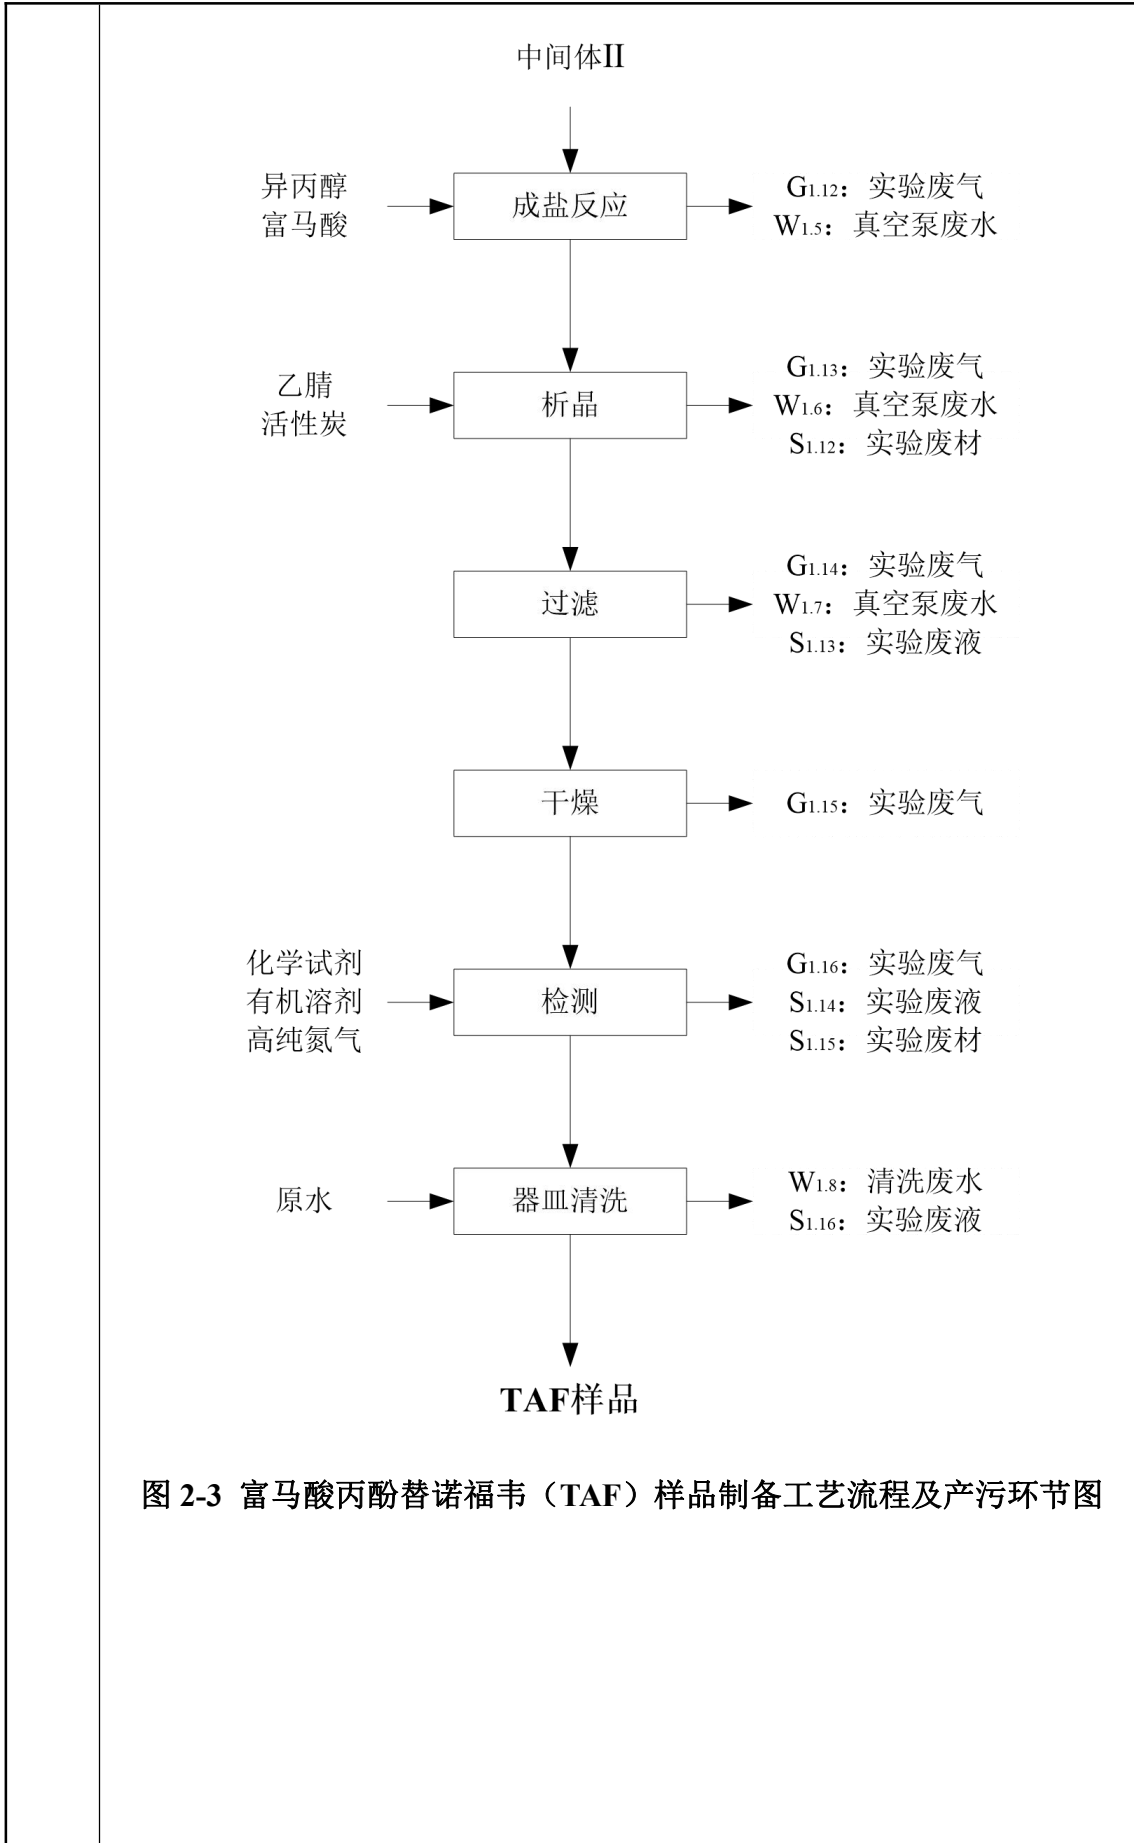 中间体II
异丙醇
富马酸
成盐反应
G1.12：实验废气
W1.5：真空泵废水
乙腈
活性炭
析晶
G1.13：实验废气
W1.6：真空泵废水
S1.12：实验废材
过滤
G1.14：实验废气
W1.7：真空泵废水
S1.13：实验废液
干燥
G1.15：实验废气
化学试剂
有机溶剂
高纯氮气
检测
G1.16：实验废气
S1.14：实验废液
S1.15：实验废材
原水
器皿清洗
W1.8：清洗废水
S1.16：实验废液
TAF样品
图 2-3 富马酸丙酚替诺福韦（TAF）样品制备工艺流程及产污环节图